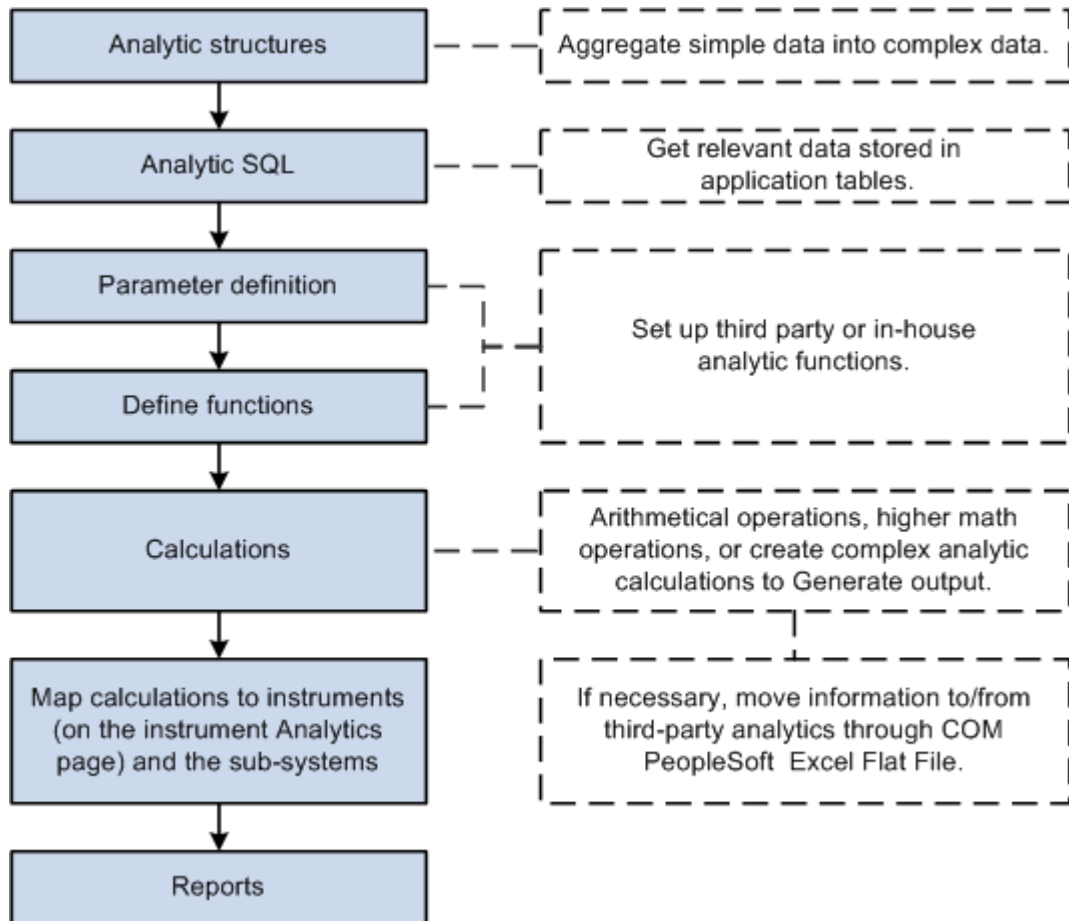 Analytic structures
Aggregate simple data into complex data.
Analytic SQL
Get relevant data stored in
application tables.
Parameter definition
Set up third party or in-house
analytic functions.
Define functions
Calculations
Arithmetical operations, higher math
operations, or create complex analytic
calculations to Generate output.
Map calculations to instruments
(on the instrument Analytics
page) and the sub-systems
If necessary, move information to/from
third-party analytics through COM
PeopleSoft  Excel Flat File.
Reports